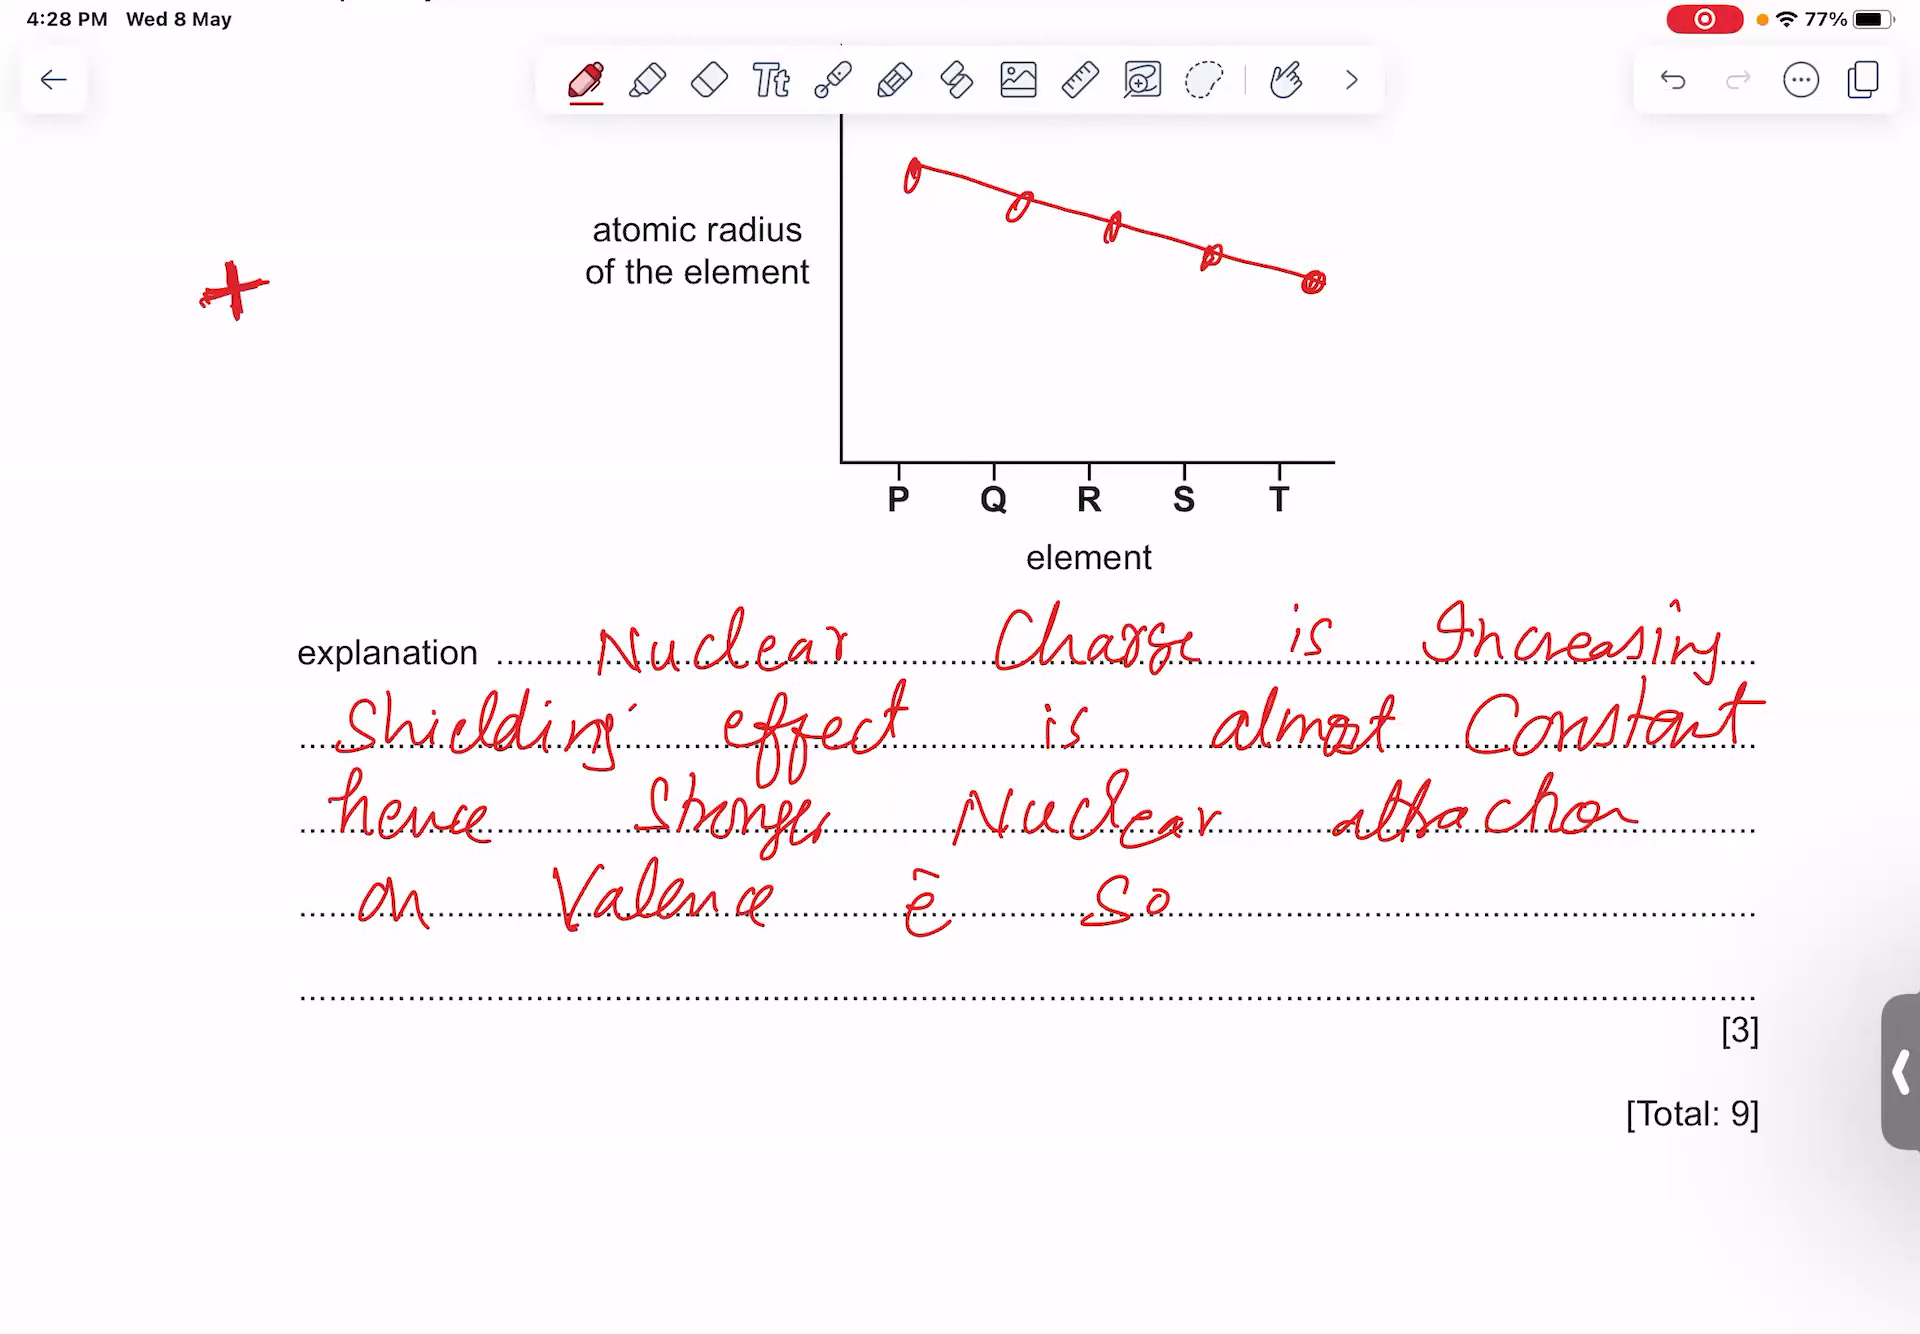 4:28 PM Wed 8 May
77%
Tt
atomic radius
of the element
P Q R S T
element
explanation Nuclear Charge is Increasing
Shielding effect is almost Constant
hence Stronger Nuclear attraction
on Valence ē so
[3]
[Total: 9]